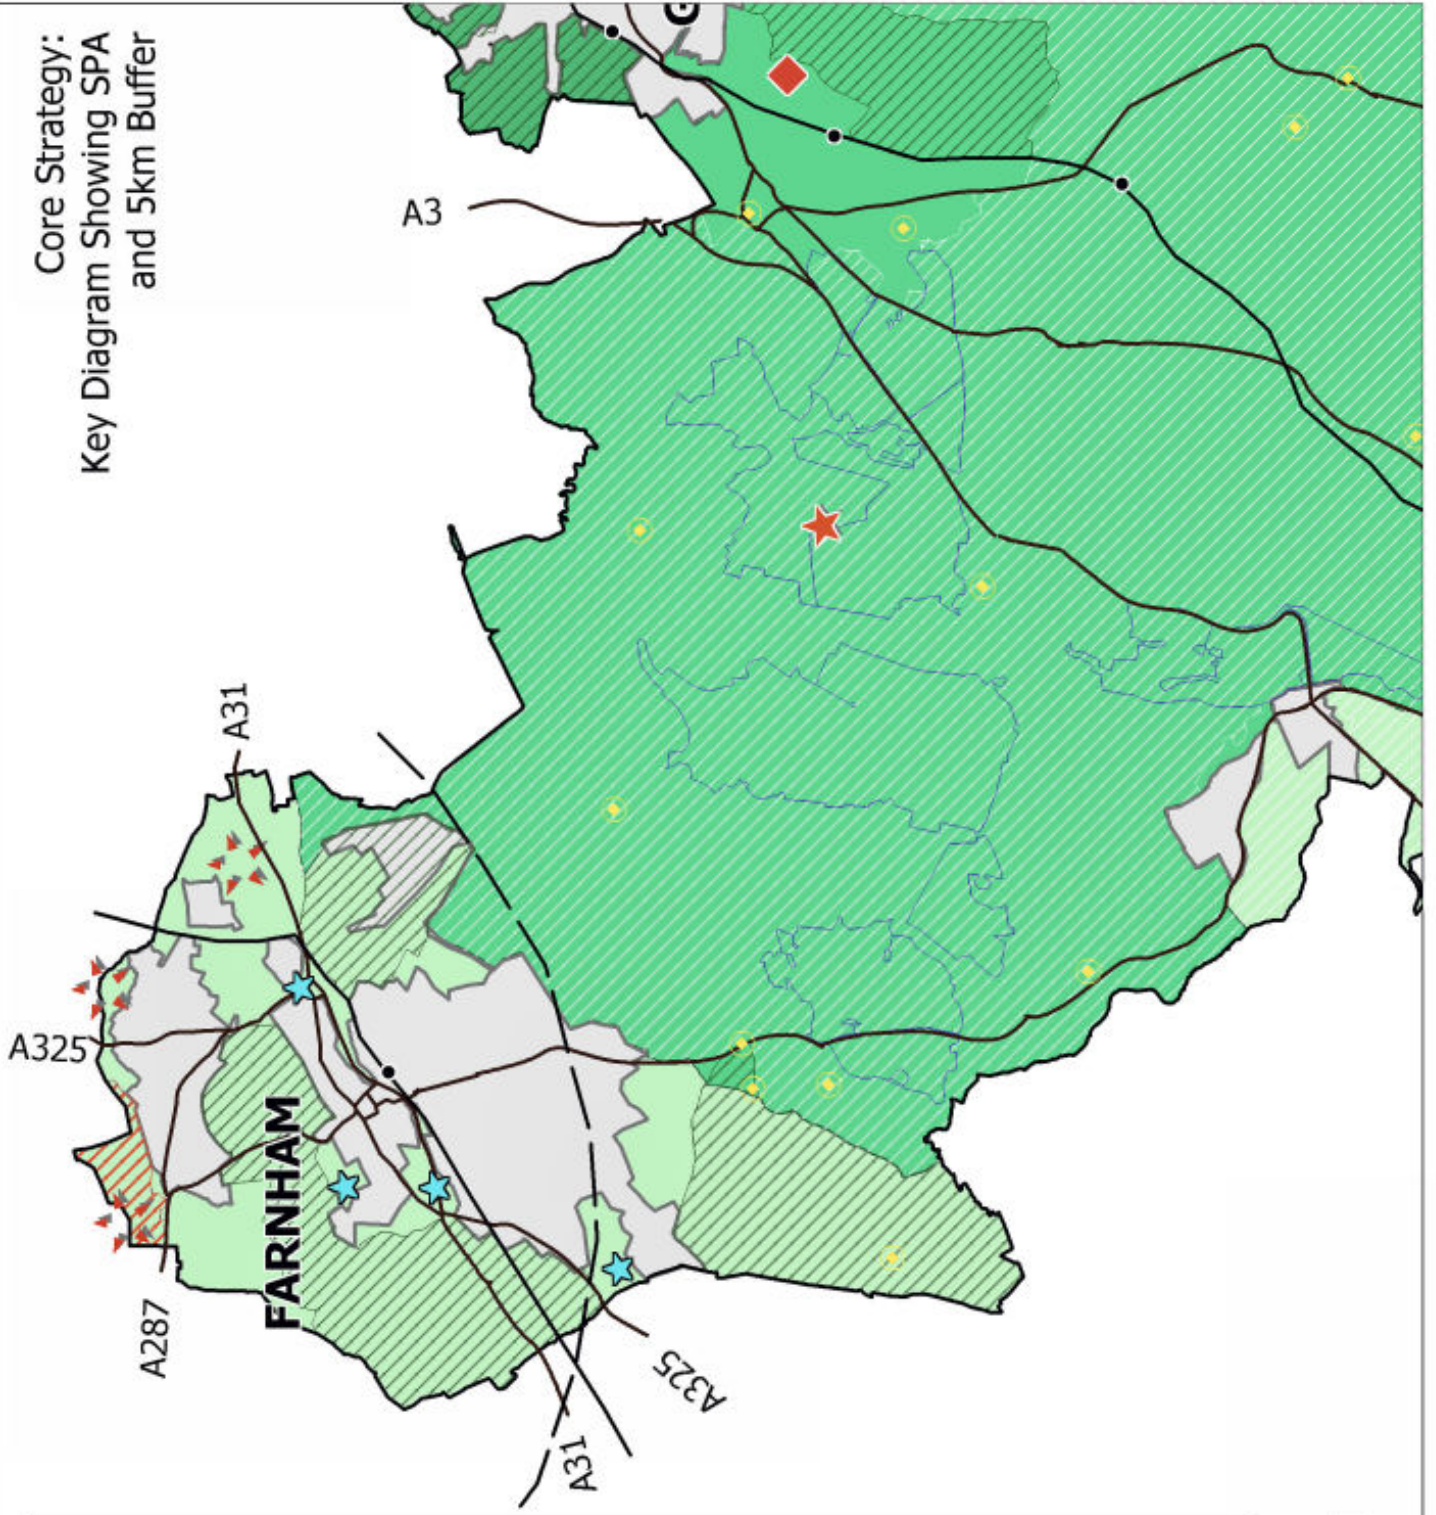 Core Strategy:
Key Diagram Showing SPA
and 5km Buffer
G
A3
A31
A325
FARNHAM
A287
A325
A31